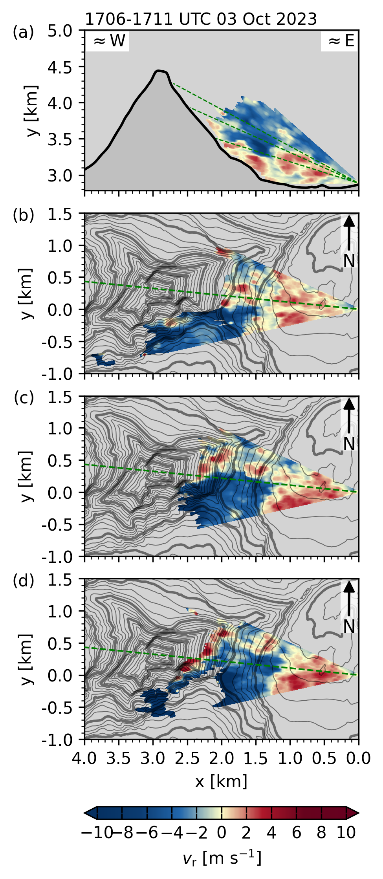 1706-1711 UTC 03 Oct 2023
(a)
≈ W
≈ E
5.0
4.5
4.0
3.5
3.0
y [km]
(b)
1.5
1.0
0.5
0.0
-0.5
-1.0
y [km]
N
(c)
1.5
1.0
0.5
0.0
-0.5
-1.0
y [km]
N
(d)
1.5
1.0
0.5
0.0
-0.5
-1.0
y [km]
N
4.0 3.5 3.0 2.5 2.0 1.5 1.0 0.5 0.0
x [km]
−10−8 −6 −4 −2 0 2 4 6 8 10
vr [m s⁻¹]